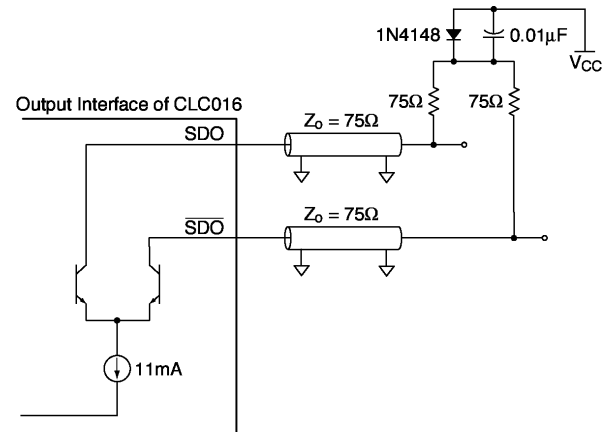 1N4148
0.01µF
VCC
75Ω
75Ω
Output Interface of CLC016
SDO
Zo = 75Ω
SDO
Zo = 75Ω
11mA